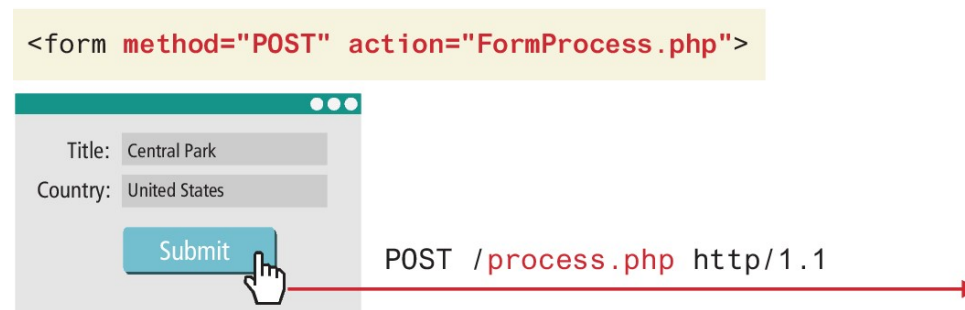 <form method="POST" action="FormProcess.php">
Title: Central Park
Country: United States
Submit
POST /process.php http/1.1